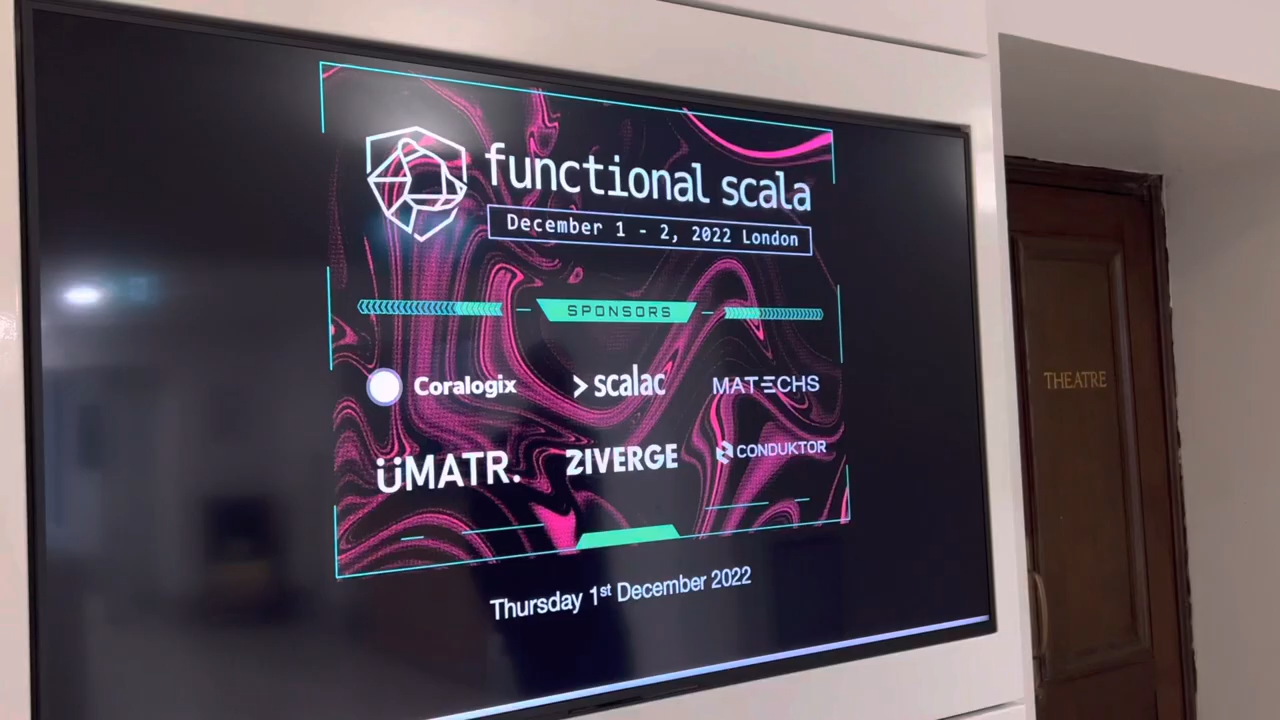 functional scala
December 1 - 2, 2022 London
SPONSORS
Coralogix
scalac
MATECHS
üMATR.
ZIVERGE
CONDUKTOR
Thursday 1st December 2022
THEATRE